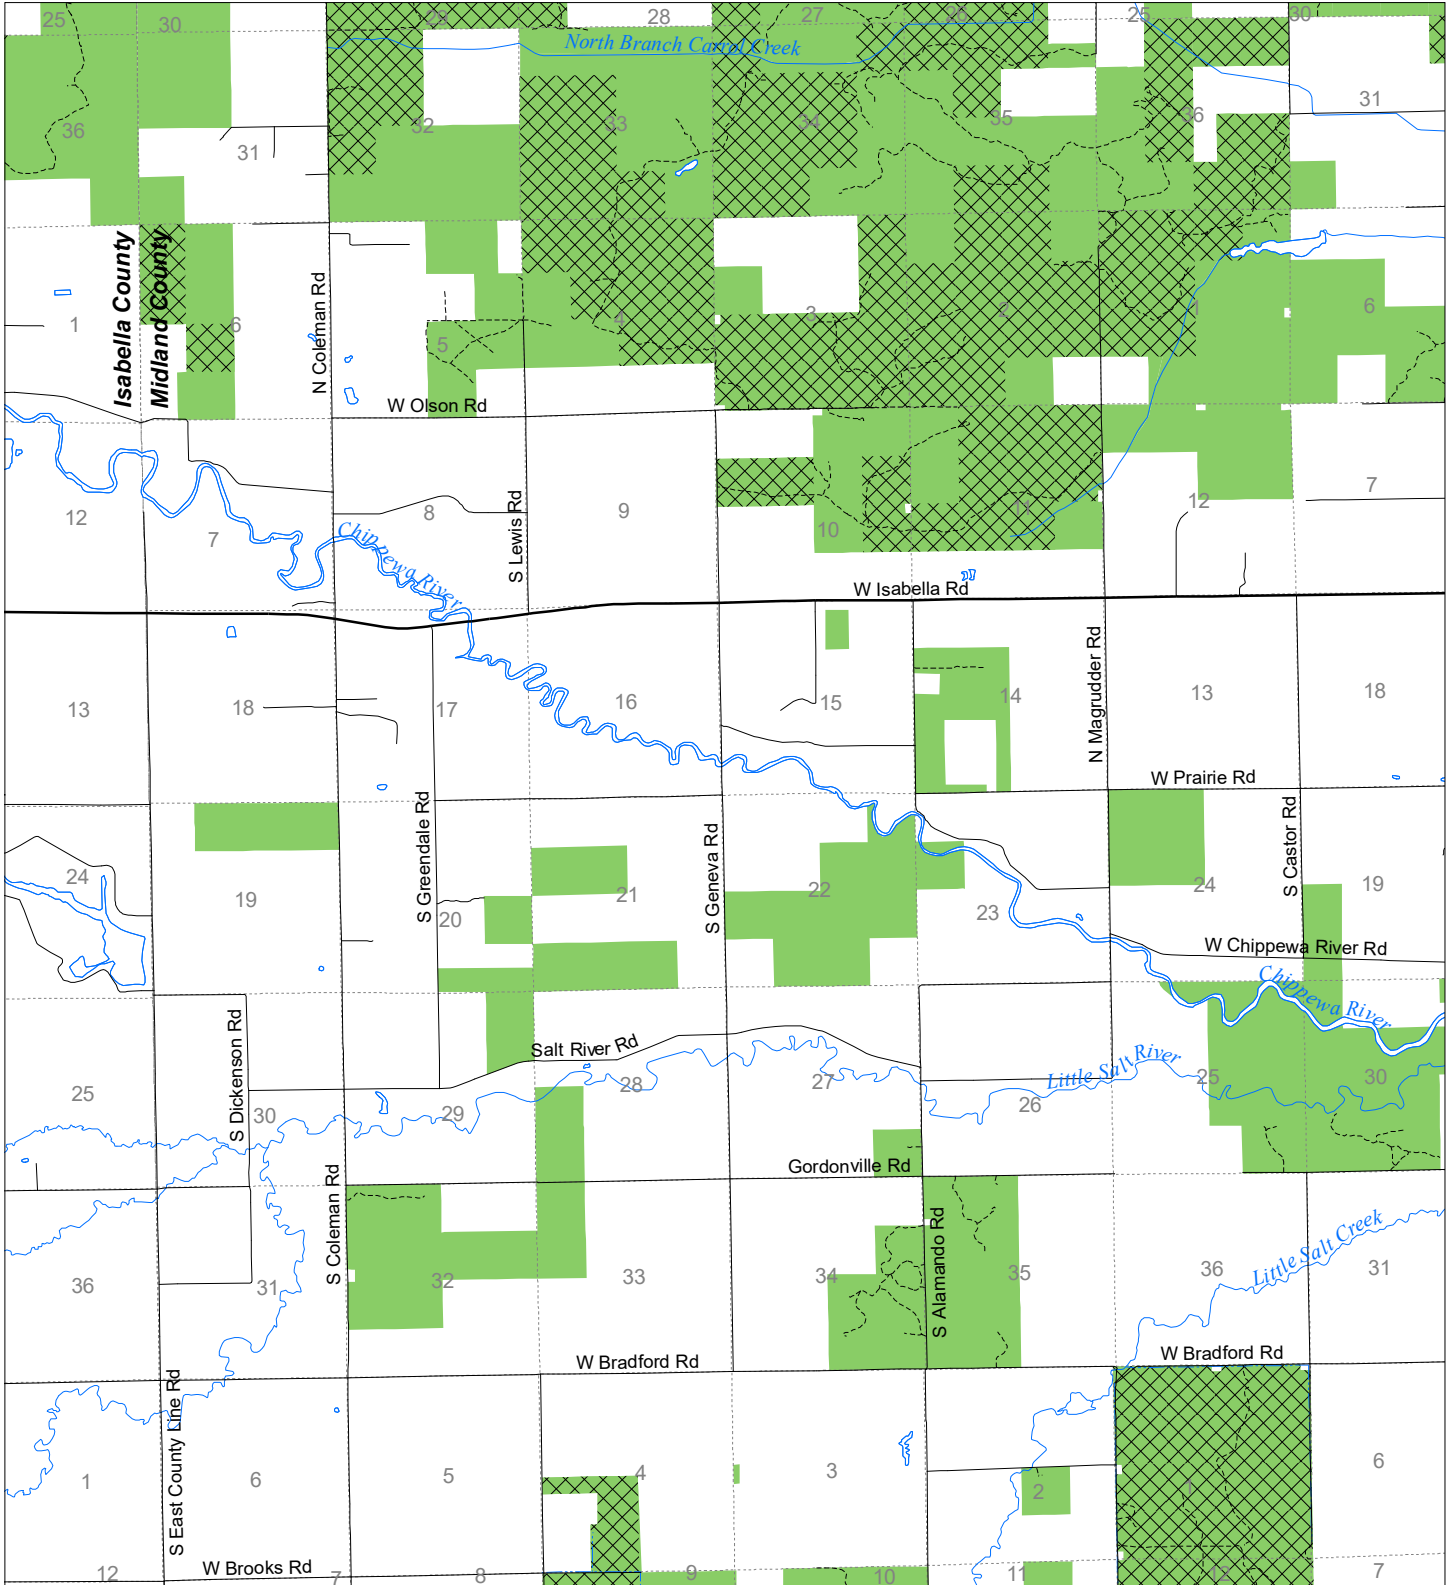 25 30 29 28 27 26 25 30
North Branch Carrol Creek
36 31 32 33 34 35 36 31
Isabella County
Midland County
N Coleman Rd
1 6 5 4 3 2 1 6
W Olson Rd
12 7 8 9 10 11 12 7
Chippewa River
S Lewis Rd
W Isabella Rd
N Magrudder Rd
13 18 17 16 15 14 13 18
W Prairie Rd
S Greendale Rd
S Geneva Rd
S Castor Rd
24 19 20 21 22 23 24 19
W Chippewa River Rd
Chippewa River
S Dickenson Rd
Salt River Rd
Little Salt River
25 30 29 28 27 26 25 30
Gordonville Rd
S Coleman Rd
S Alamando Rd
Little Salt Creek
36 31 32 33 34 35 36 31
W Bradford Rd
W Bradford Rd
S East County Line Rd
1 6 5 4 3 2 1 6
W Brooks Rd
12 7 8 9 10 11 12 7